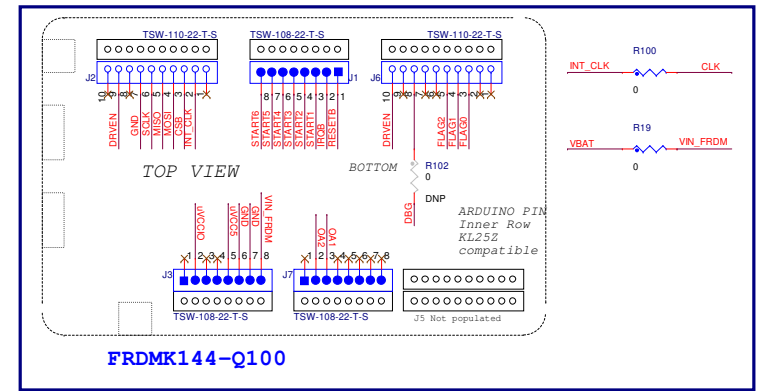 TSW-110-22-T-S
TSW-108-22-T-S
TSW-110-22-T-S
J2
J1
J6
10
9
8
7
6
5
4
3
2
1
8
7
6
5
4
3
2
1
10
9
8
7
6
5
4
3
2
1
DRVEN
GND
SCLK
MISO
MOSI
CSB
INT_CLK
START6
START5
START4
START3
START2
START1
IRQB
RESETB
DRVEN
FLAG2
FLAG1
FLAG0
R100
INT_CLK
CLK
0
R19
VBAT
VIN_FRDM
0
TOP VIEW
BOTTOM
R102
0
DNP
DBG
ARDUINO PIN
Inner Row
KL25Z
compatible
uVCCIO
uVCC5
GND
GND
VIN_FRDM
OA2
OA1
1
2
3
4
5
6
7
8
1
2
3
4
5
6
7
8
J3
J7
TSW-108-22-T-S
TSW-108-22-T-S
J5 Not populated
FRDMK144-Q100